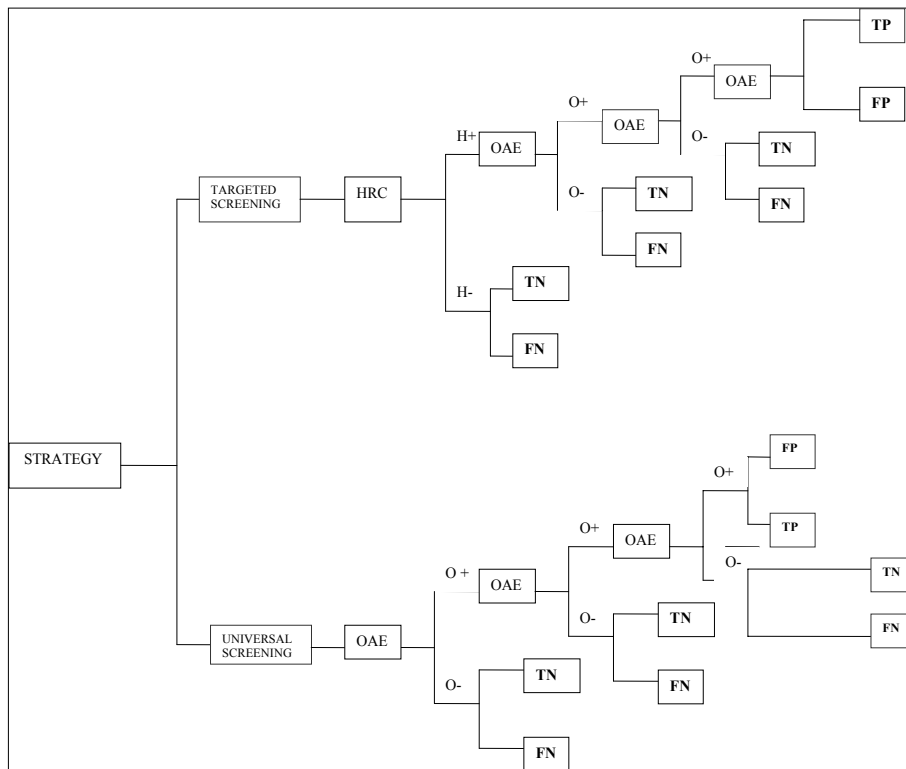 TP
O+
OAE
FP
O+
OAE
O-
H+
OAE
TN
TARGETED
SCREENING
HRC
O-
TN
FN
FN
H-
TN
FN
STRATEGY
FP
O+
TP
O+
OAE
O-
TN
O +
OAE
O-
TN
FN
UNIVERSAL
SCREENING
OAE
O-
TN
FN
FN